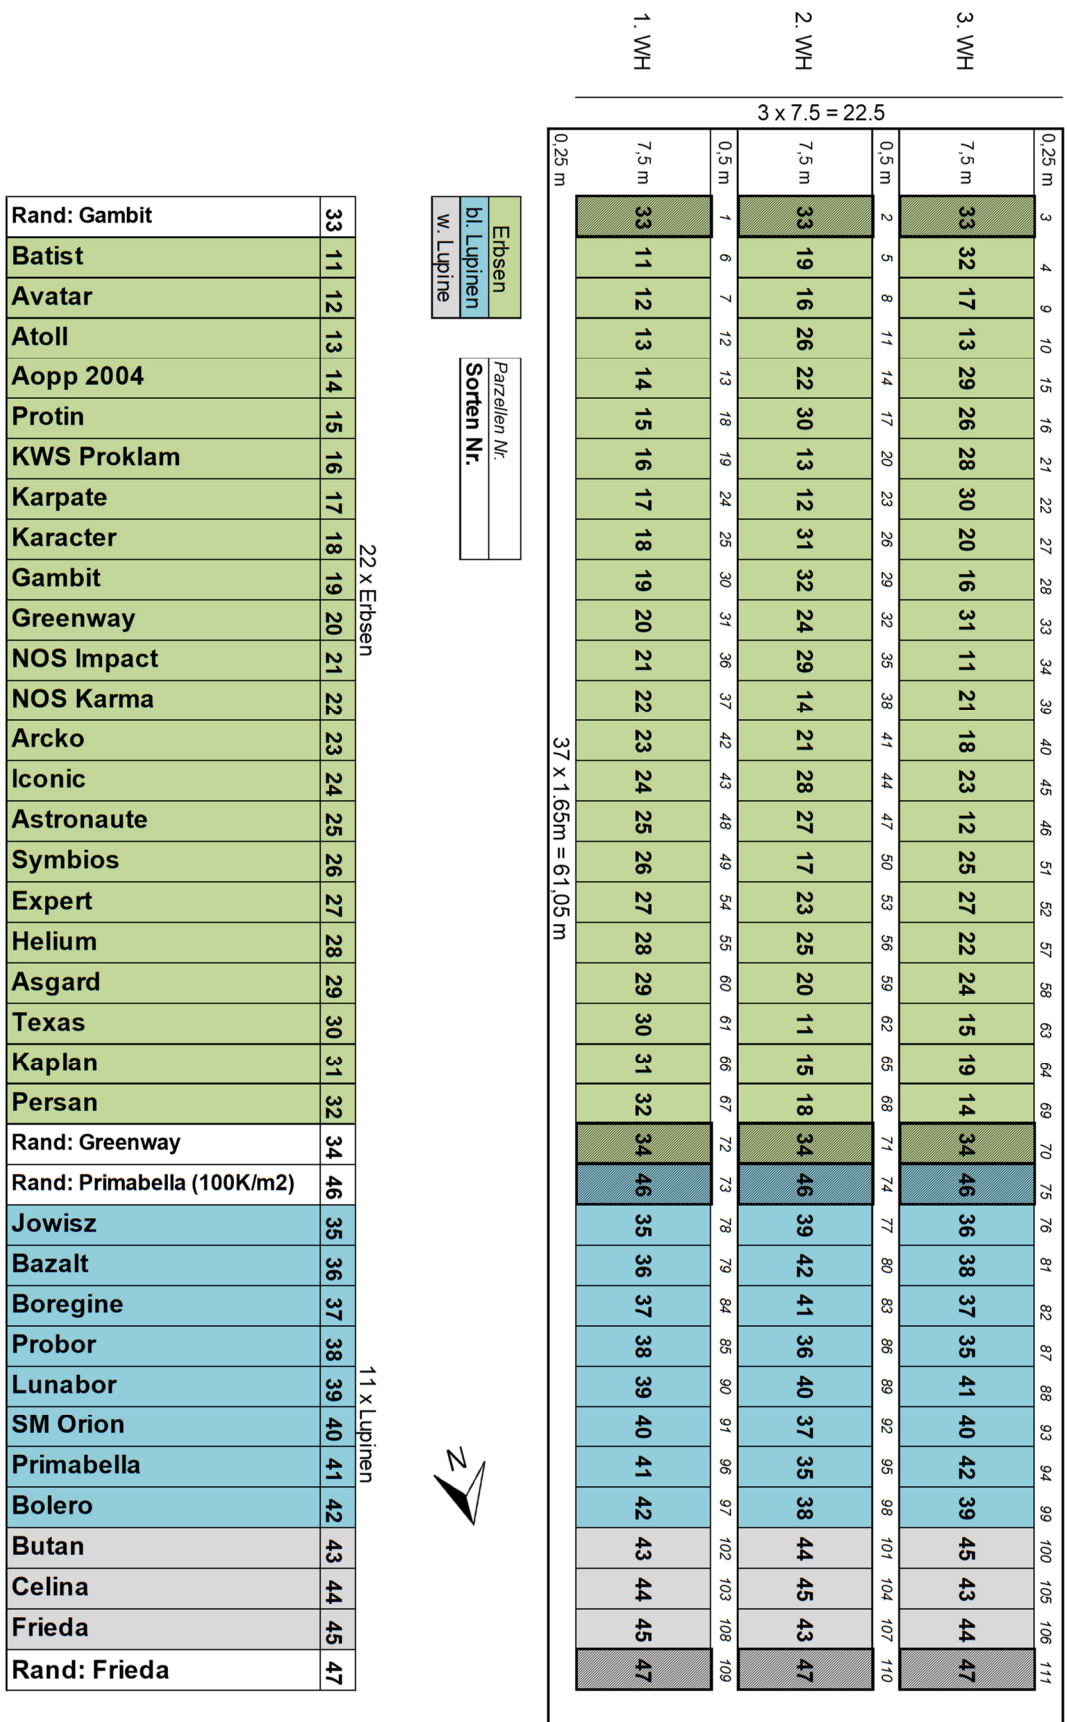 1. WH
2. WH
3. WH
3 x 7.5 = 22.5
0,25 m 7,5 m 0,5 m 7,5 m 0,5 m 7,5 m 0,25 m
Rand: Gambit 33 33 1 33 2 33 3
Batist 11 11 6 19 5 32 4
Avatar 12 12 7 16 8 17 9
Atoll 13 13 12 26 11 13 10
Aopp 2004 14 14 13 22 14 29 15
Protin 15 15 18 30 17 26 16
KWS Proklam 16 16 19 13 20 28 21
Karpate 17 17 24 12 23 30 22
Karacter 18 18 25 31 26 20 27
Gambit 19 19 30 32 29 16 28
Greenway 20 20 31 24 32 31 33
NOS Impact 21 21 36 29 35 11 34
NOS Karma 22 22 37 14 38 21 39
Arcko 23 23 42 21 41 18 40
Iconic 24 24 43 28 44 23 45
Astronaute 25 25 48 27 47 12 46
Symbios 26 26 49 17 50 25 51
Expert 27 27 54 23 53 27 52
Helium 28 28 55 25 56 22 57
Asgard 29 29 60 20 59 24 58
Texas 30 30 61 11 62 15 63
Kaplan 31 31 66 15 65 19 64
Persan 32 32 67 18 68 14 69
Rand: Greenway 34 34 72 34 71 34 70
Rand: Primabella (100K/m2) 46 46 73 46 74 46 75
Jowisz 35 35 78 39 77 36 76
Bazalt 36 36 79 42 80 38 81
Boregine 37 37 84 41 83 37 82
Probor 38 38 85 36 86 35 87
Lunabor 39 39 90 40 89 41 88
SM Orion 40 40 91 37 92 40 93
Primabella 41 41 96 35 95 42 94
Bolero 42 42 97 38 98 39 99
Butan 43 43 102 44 101 45 100
Celina 44 44 103 45 104 43 105
Frieda 45 45 108 43 107 44 106
Rand: Frieda 47 47 109 47 110 47 111
Erbsen
bl. Lupinen
w. Lupine
Parzellen Nr.
Sorten Nr.
22 x Erbsen
11 x Lupinen
37 x 1.65m = 61,05 m
0,25 m
N